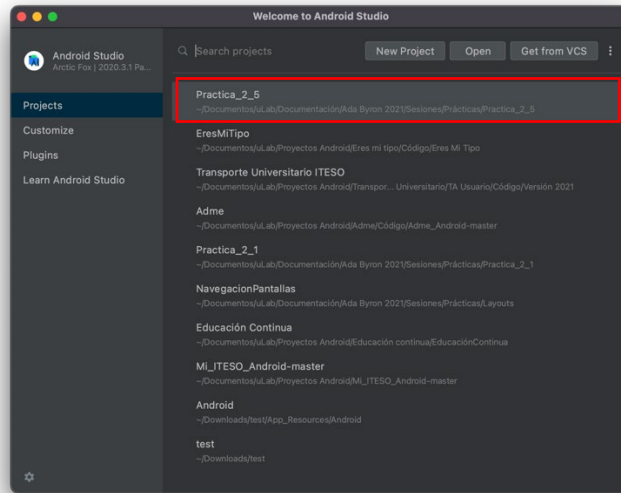 Welcome to Android Studio
Android Studio
Arctic Fox | 2020.3.1 Pa...
Search projects
New Project
Open
Get from VCS
Projects
Customize
Plugins
Learn Android Studio
Practica_2_5
~/Documentos/uLab/Documentación/Ada Byron 2021/Sesiones/Prácticas/Practica_2_5
EresMiTipo
~/Documentos/uLab/Proyectos Android/Eres mi tipo/Código/Eres Mi Tipo
Transporte Universitario ITESO
~/Documentos/uLab/Proyectos Android/Transpor... Universitario/TA Usuario/Código/Versión 2021
Adme
~/Documentos/uLab/Proyectos Android/Adme/Código/Adme_Android-master
Practica_2_1
~/Documentos/uLab/Documentación/Ada Byron 2021/Sesiones/Prácticas/Practica_2_1
NavegacionPantallas
~/Documentos/uLab/Documentación/Ada Byron 2021/Sesiones/Prácticas/Layouts
Educación Continua
~/Documentos/uLab/Proyectos Android/Educación continua/EducaciónContinua
Mi_ITESO_Android-master
~/Documentos/uLab/Proyectos Android/Mi_ITESO_Android-master
Android
~/Downloads/test/App_Resources/Android
test
~/Downloads/test